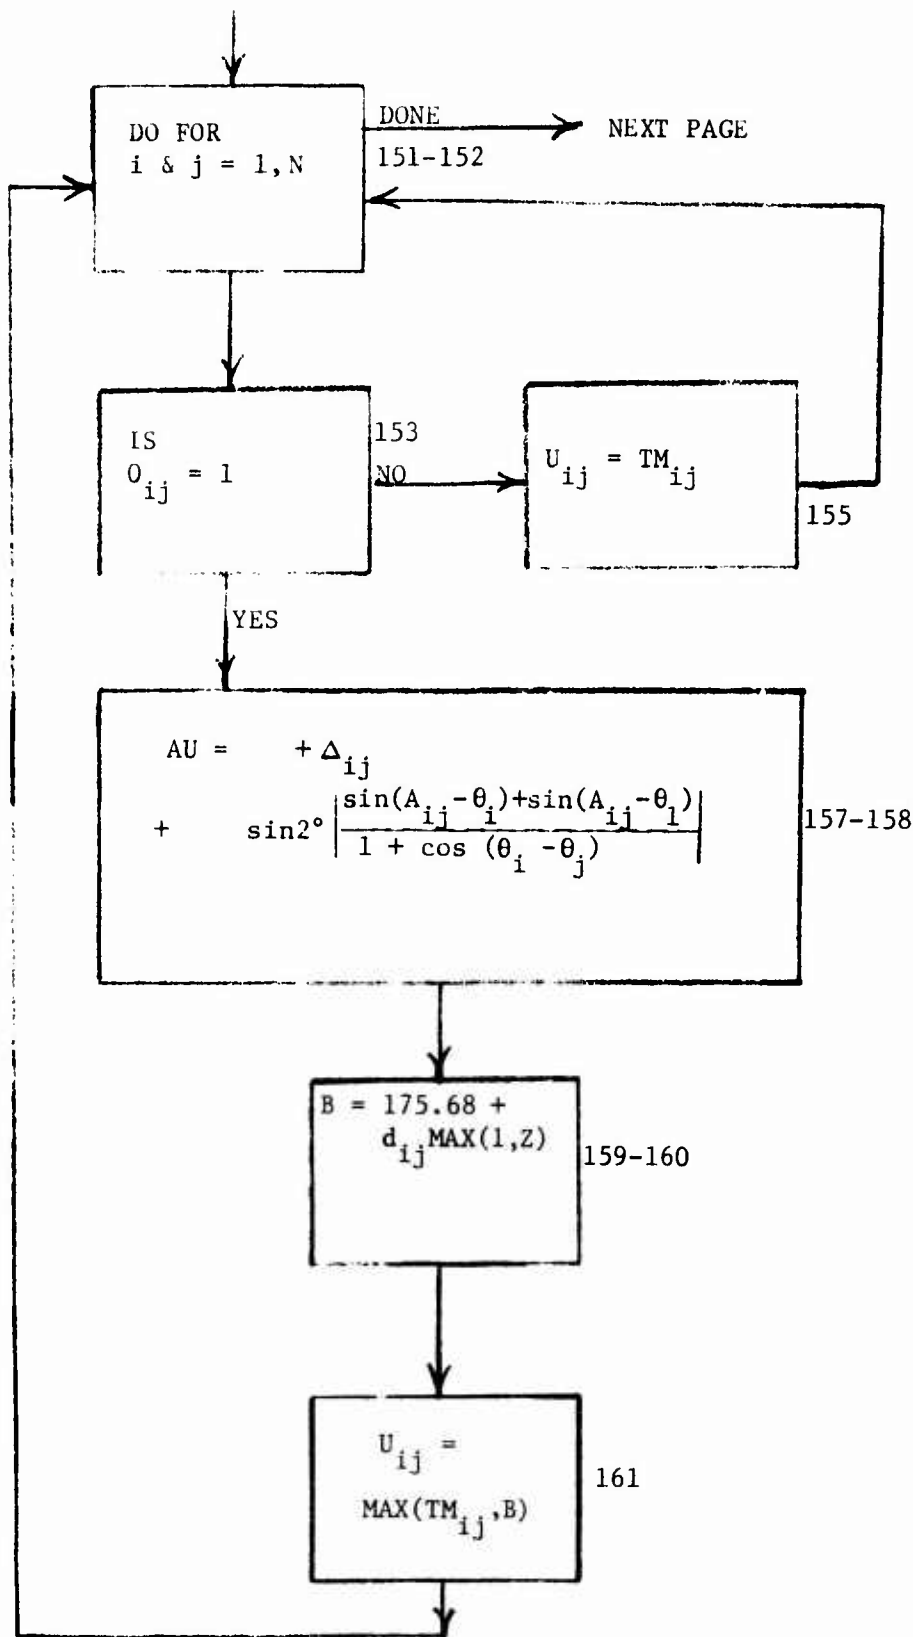 DO FOR
i & j = 1,N
DONE
151-152
NEXT PAGE
IS
O_ij = 1
153
NO
U_ij = TM_ij
155
YES
AU = + Δ_ij
+ sin2° |sin(A_ij-θ_i)+sin(A_ij-θ_l)|
1 + cos (θ_i -θ_j)
157-158
B = 175.68 +
d_ij MAX(1,Z)
159-160
U_ij =
MAX(TM_ij,B)
161